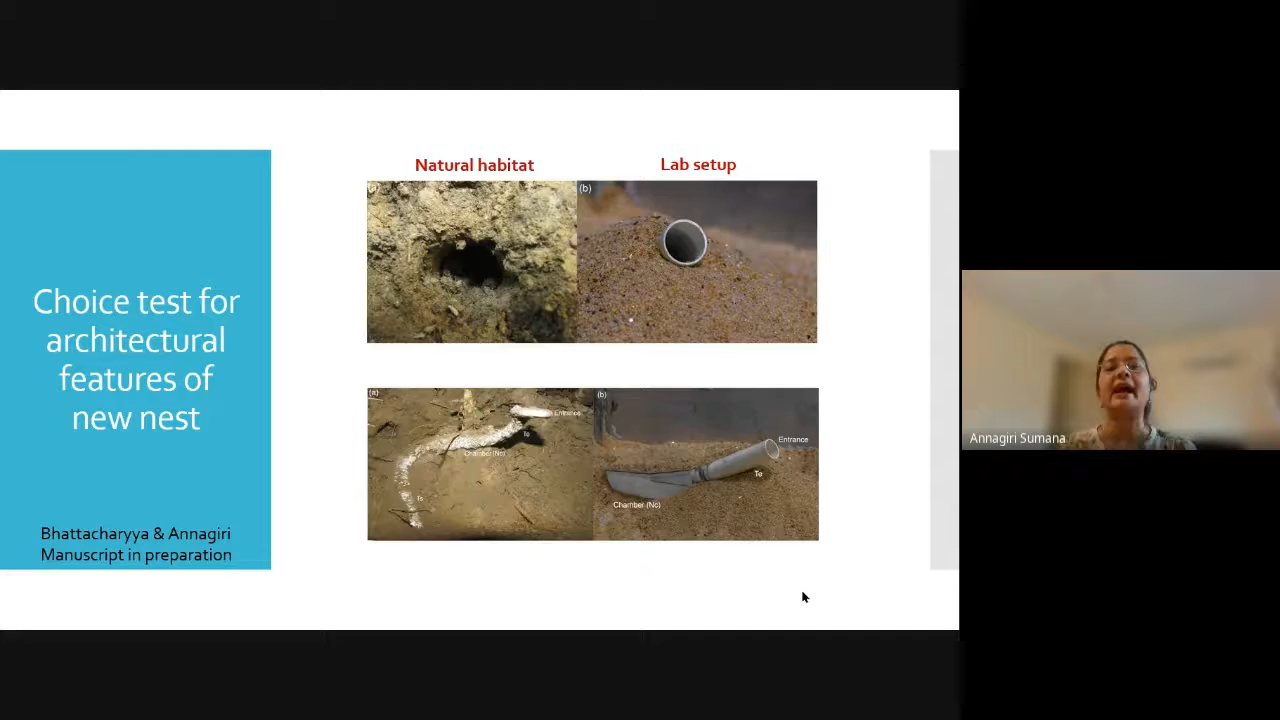 Natural habitat
Lab setup
(b)
Choice test for
architectural
features of
new nest
(a)
Entrance
Te
Chamber(Nc)
Ts
(b)
Entrance
Te
Chamber (Nc)
Bhattacharyya & Annagiri
Manuscript in preparation
Annagiri Sumana